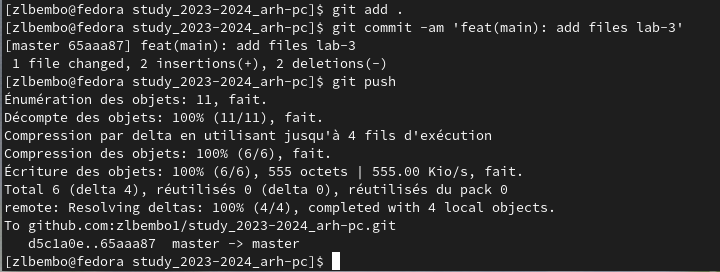 [zlbembo@fedora study_2023-2024_arh-pc]$ git add .
[zlbembo@fedora study_2023-2024_arh-pc]$ git commit -am 'feat(main): add files lab-3'
[master 65aaa87] feat(main): add files lab-3
 1 file changed, 2 insertions(+), 2 deletions(-)
[zlbembo@fedora study_2023-2024_arh-pc]$ git push
Énumération des objets: 11, fait.
Décompte des objets: 100% (11/11), fait.
Compression par delta en utilisant jusqu'à 4 fils d'exécution
Compression des objets: 100% (6/6), fait.
Écriture des objets: 100% (6/6), 555 octets | 555.00 Kio/s, fait.
Total 6 (delta 4), réutilisés 0 (delta 0), réutilisés du pack 0
remote: Resolving deltas: 100% (4/4), completed with 4 local objects.
To github.com:zlbembo1/study_2023-2024_arh-pc.git
   d5c1a0e..65aaa87  master -> master
[zlbembo@fedora study_2023-2024_arh-pc]$